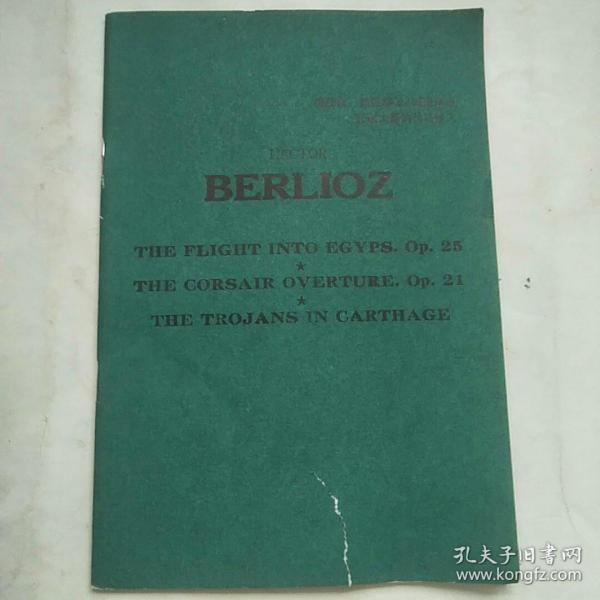 HECTOR
BERLIOZ
THE FLIGHT INTO EGYPS. Op. 25
★
THE CORSAIR OVERTURE. Op. 21
★
THE TROJANS IN CARTHAGE
孔夫子旧书网
www.kongfz.com